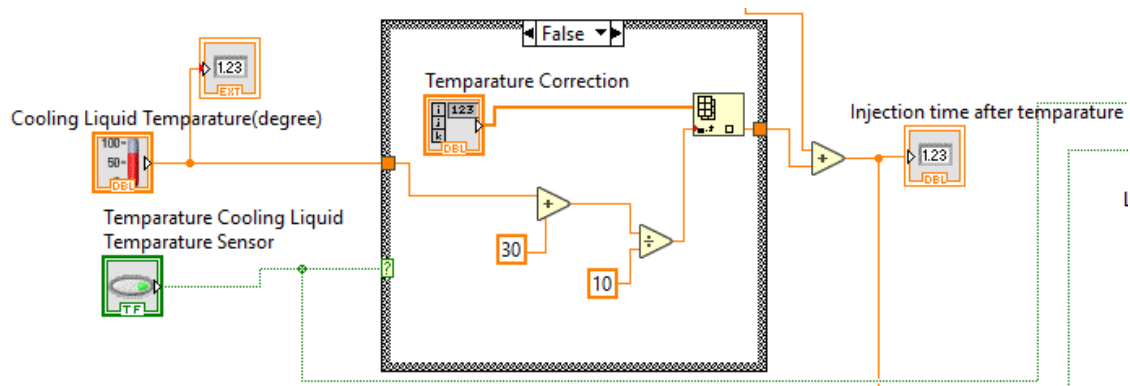 False
1.23
EXT
Temparature Correction
Cooling Liquid Temparature(degree)
i 123
j
k
DBL
Injection time after temparature
100
50
DBL
1.23
DBL
Temparature Cooling Liquid
Temparature Sensor
+
+
30
÷
?
10
TF
L